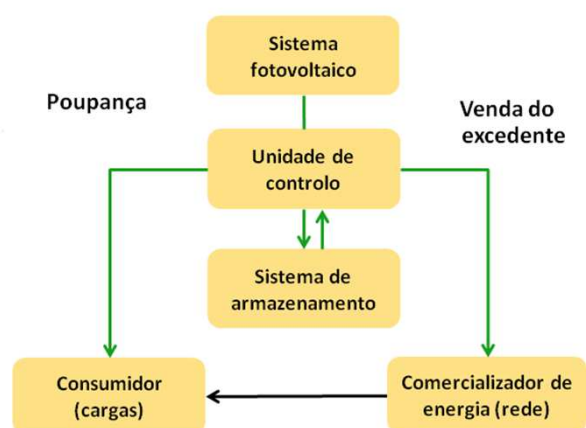 Sistema
fotovoltaico
Poupança
Venda do
excedente
Unidade de
controlo
Sistema de
armazenamento
Consumidor
(cargas)
Comercializador de
energia (rede)